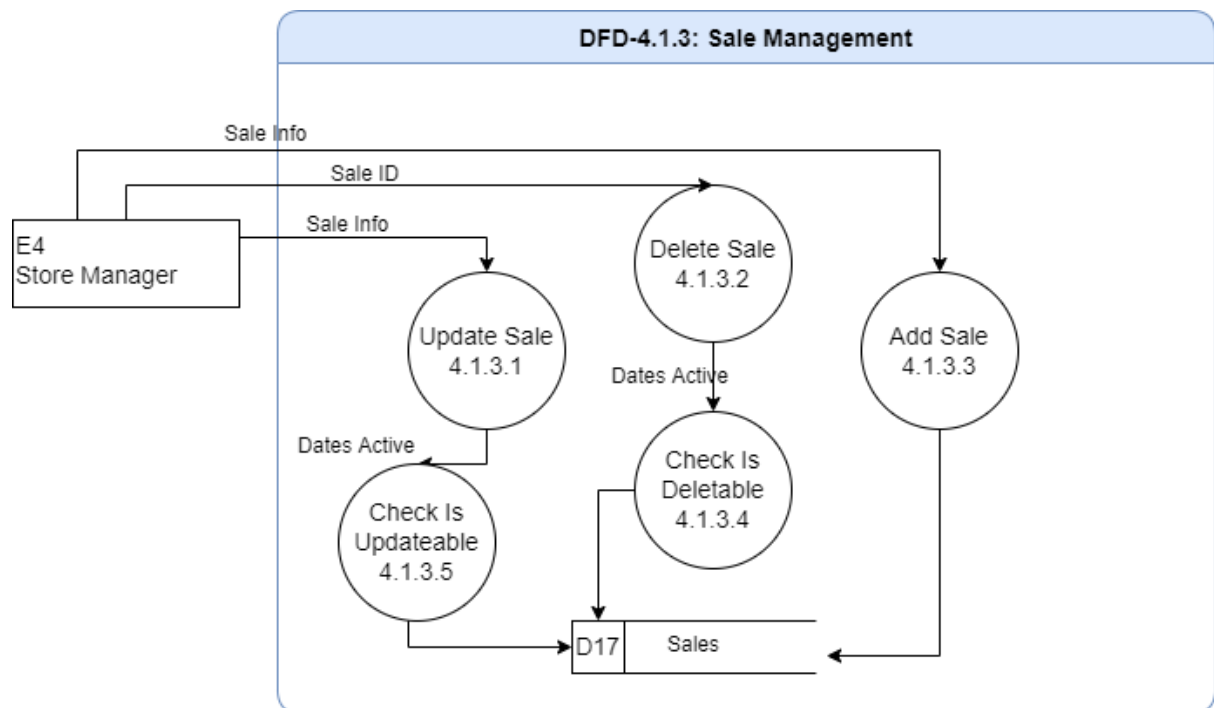 DFD-4.1.3: Sale Management
Sale Info
Sale ID
Sale Info
E4
Store Manager
Delete Sale
4.1.3.2
Update Sale
4.1.3.1
Add Sale
4.1.3.3
Dates Active
Dates Active
Check Is
Deletable
4.1.3.4
Check Is
Updateable
4.1.3.5
D17
Sales